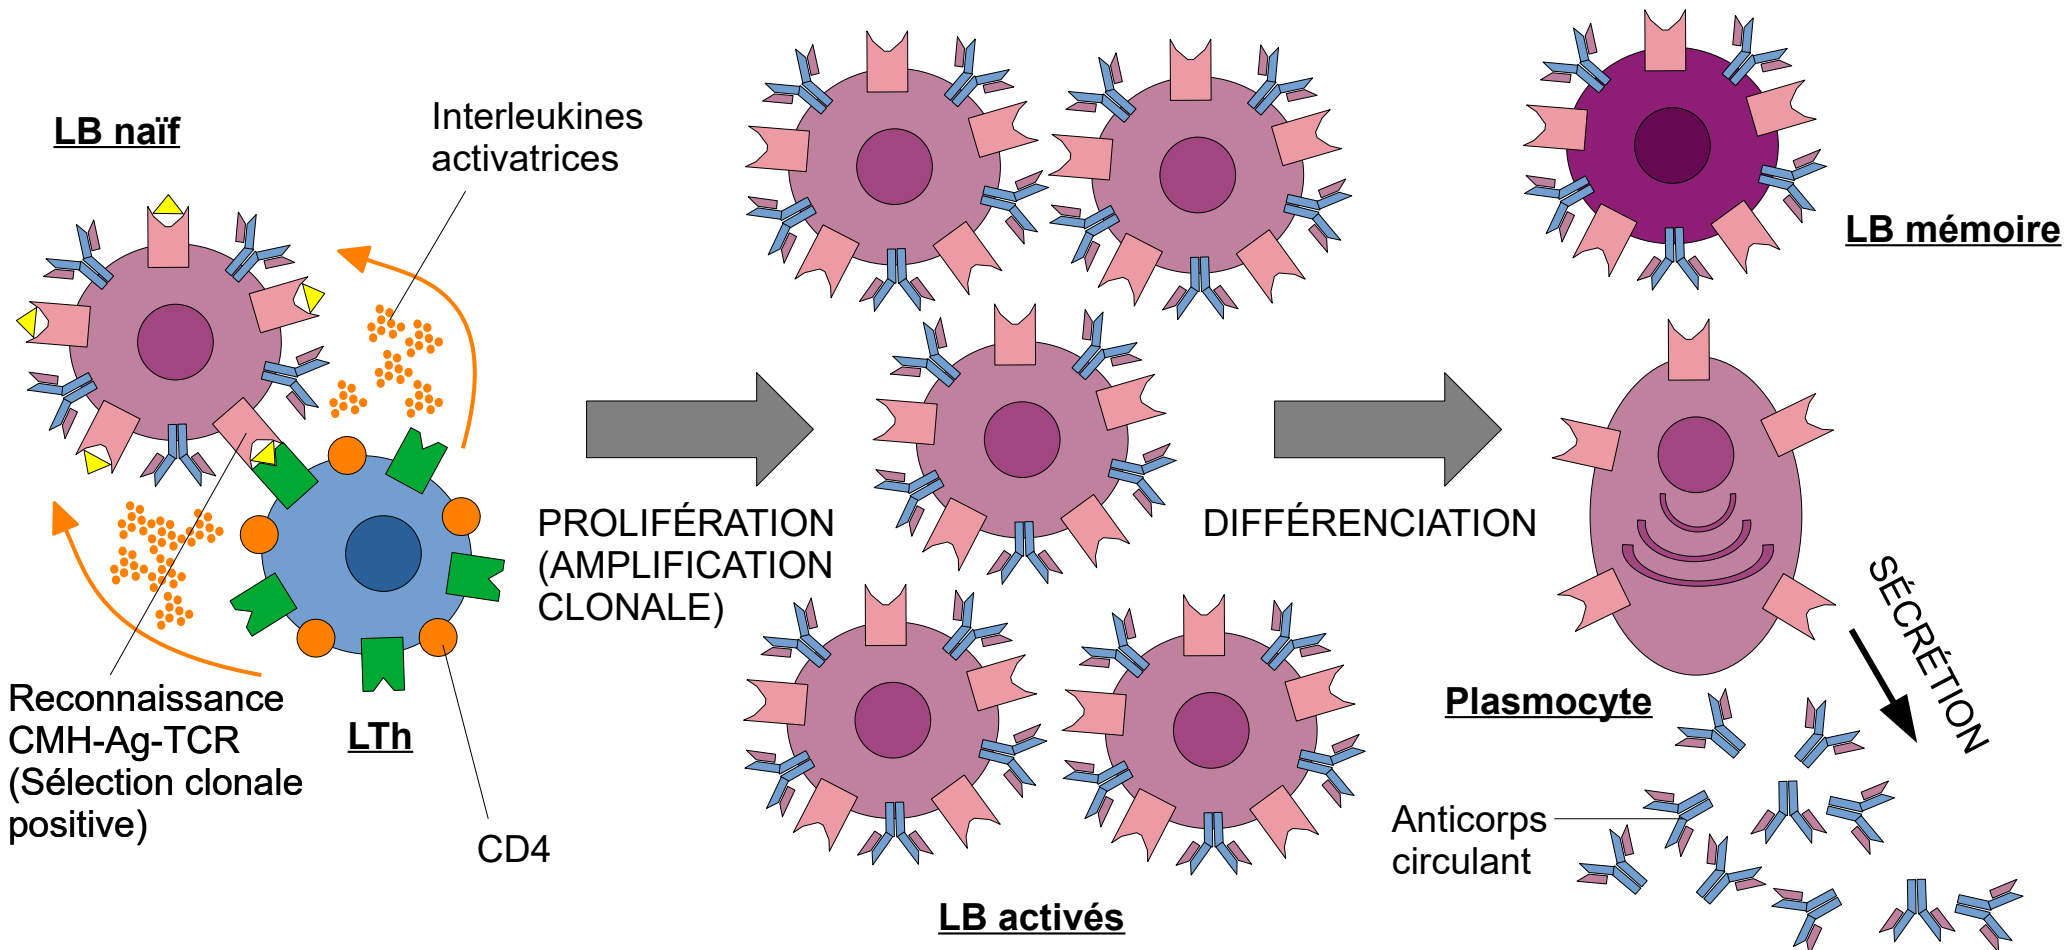 LB naïf
Interleukines
activatrices
Reconnaissance
CMH-Ag-TCR
(Sélection clonale
positive)
LTh
CD4
PROLIFÉRATION
(AMPLIFICATION
CLONALE)
LB activés
DIFFÉRENCIATION
LB mémoire
Plasmocyte
SÉCRÉTION
Anticorps
circulant